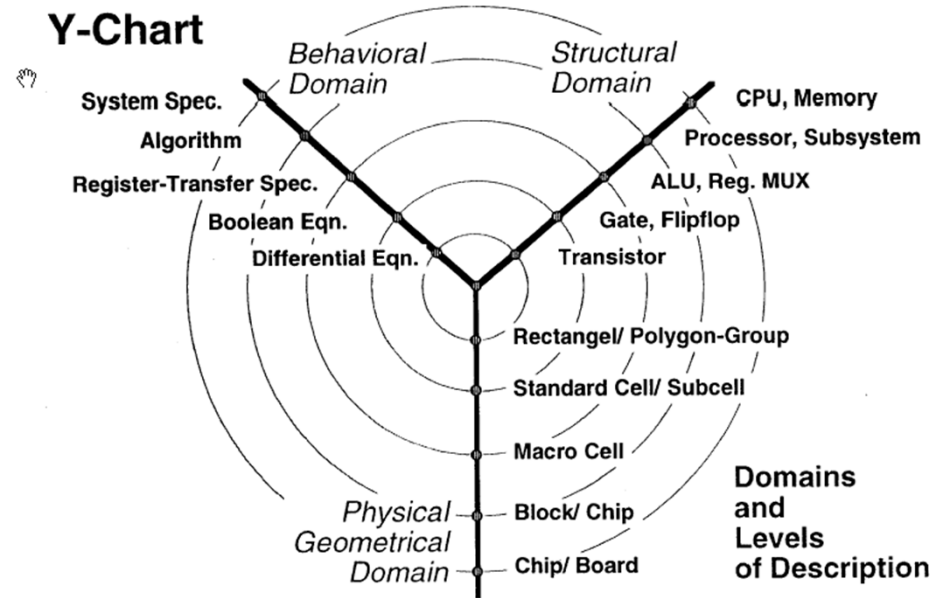 Y-Chart
Behavioral
Domain
Structural
Domain
System Spec.
Algorithm
Register-Transfer Spec.
Boolean Eqn.
Differential Eqn.
CPU, Memory
Processor, Subsystem
ALU, Reg. MUX
Gate, Flipflop
Transistor
Rectangel/ Polygon-Group
Standard Cell/ Subcell
Macro Cell
Block/ Chip
Chip/ Board
Physical
Geometrical
Domain
Domains
and
Levels
of Description